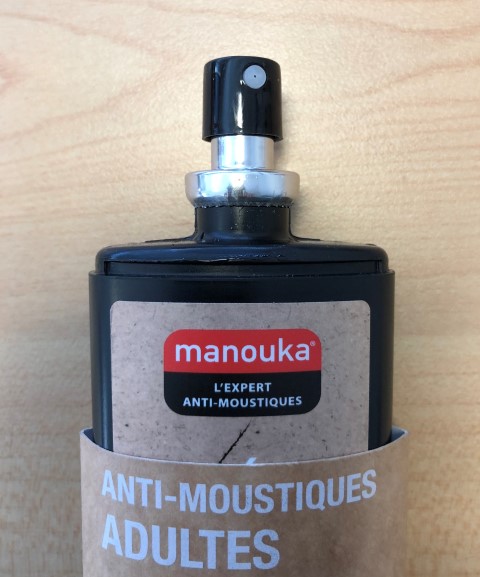 manouka®
L'EXPERT
ANTI-MOUSTIQUES
ANTI-MOUSTIQUES
ADULTES